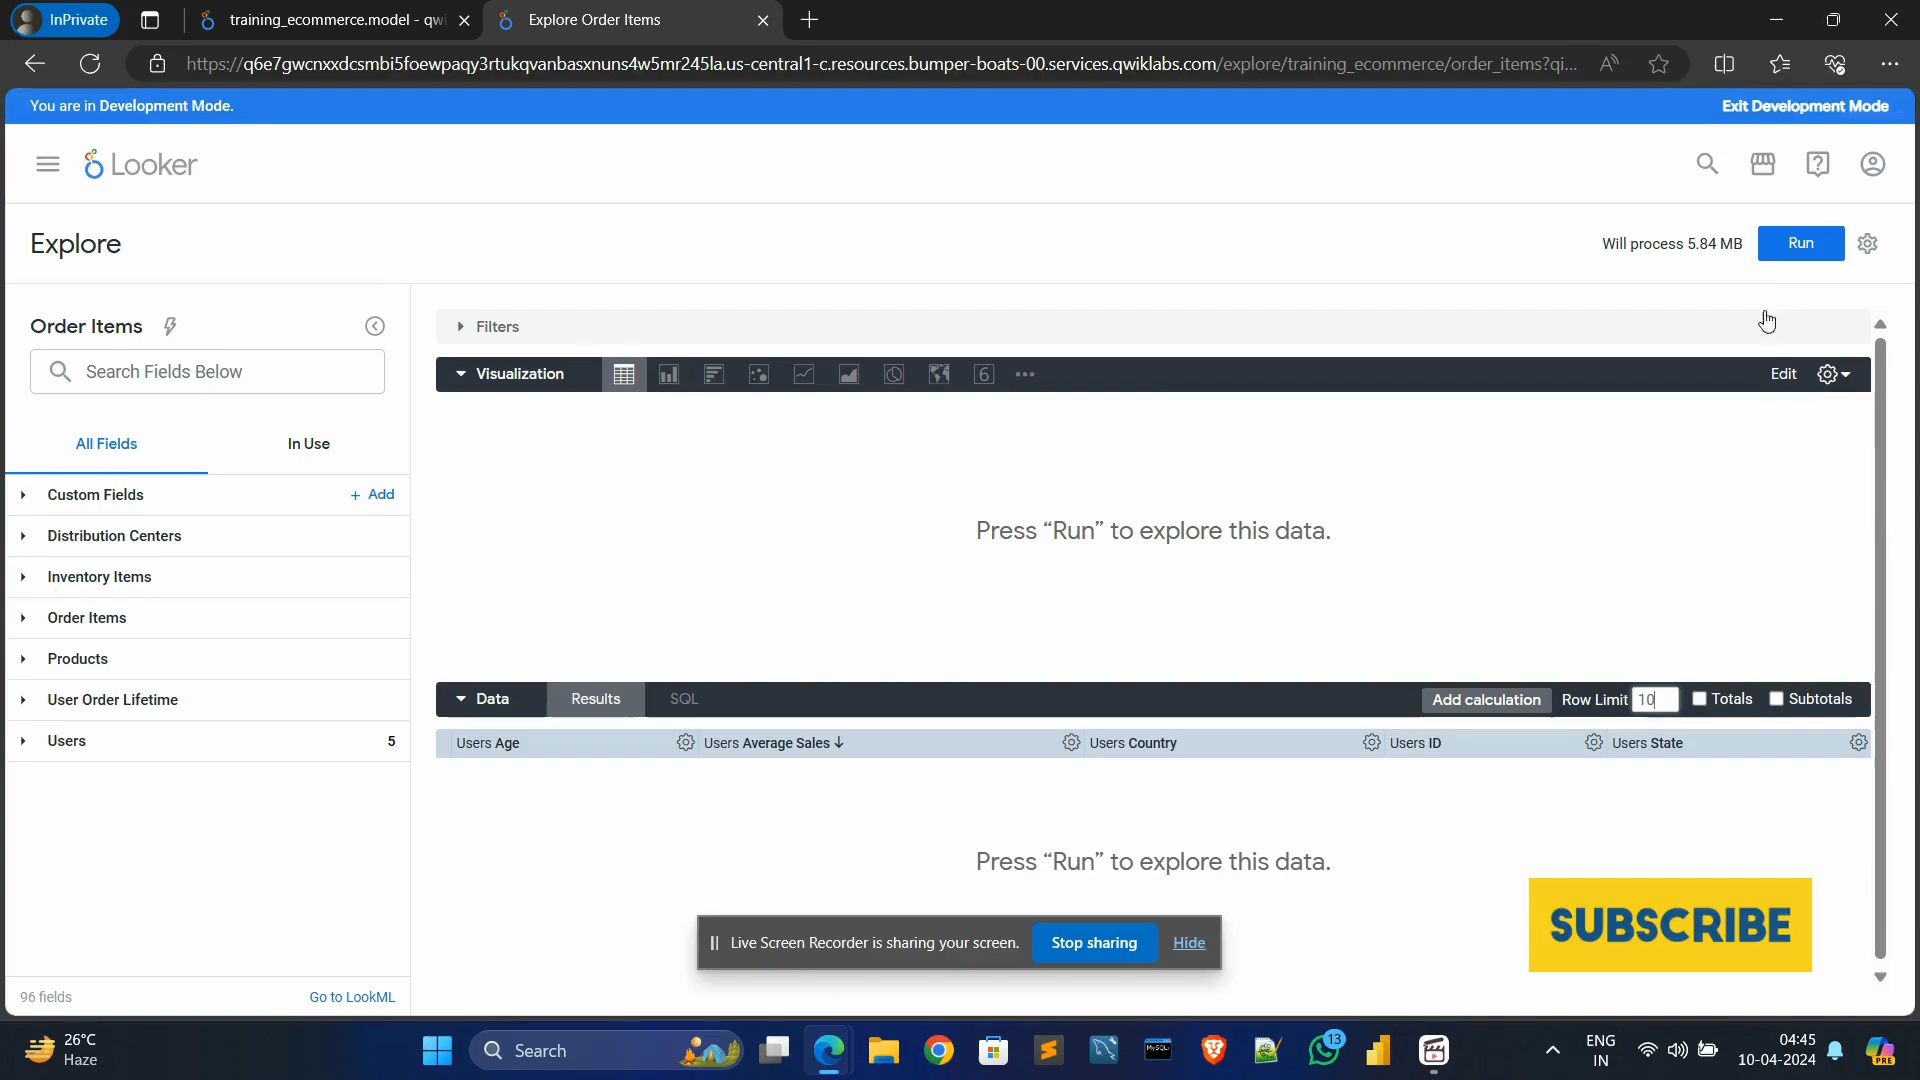 InPrivate
training_ecommerce.model - qwi
Explore Order Items
https://q6e7gwcnxxdcsmbi5foewpaqy3rtukqvanbasxnuns4w5mr245la.us-central1-c.resources.bumper-boats-00.services.qwiklabs.com/explore/training_ecommerce/order_items?qi...
You are in Development Mode.
Exit Development Mode
Looker
Explore
Will process 5.84 MB
Run
Order Items
Search Fields Below
All Fields
In Use
Custom Fields
+ Add
Distribution Centers
Inventory Items
Order Items
Products
User Order Lifetime
Users
5
96 fields
Go to LookML
Filters
Visualization
6
Edit
Press “Run” to explore this data.
Data
Results
SQL
Add calculation
Row Limit
10
Totals
Subtotals
Users Age
Users Average Sales
Users Country
Users ID
Users State
Press “Run” to explore this data.
SUBSCRIBE
Live Screen Recorder is sharing your screen.
Stop sharing
Hide
26°C
Haze
Search
MySQL
13
ENG
IN
04:45
10-04-2024
PRE